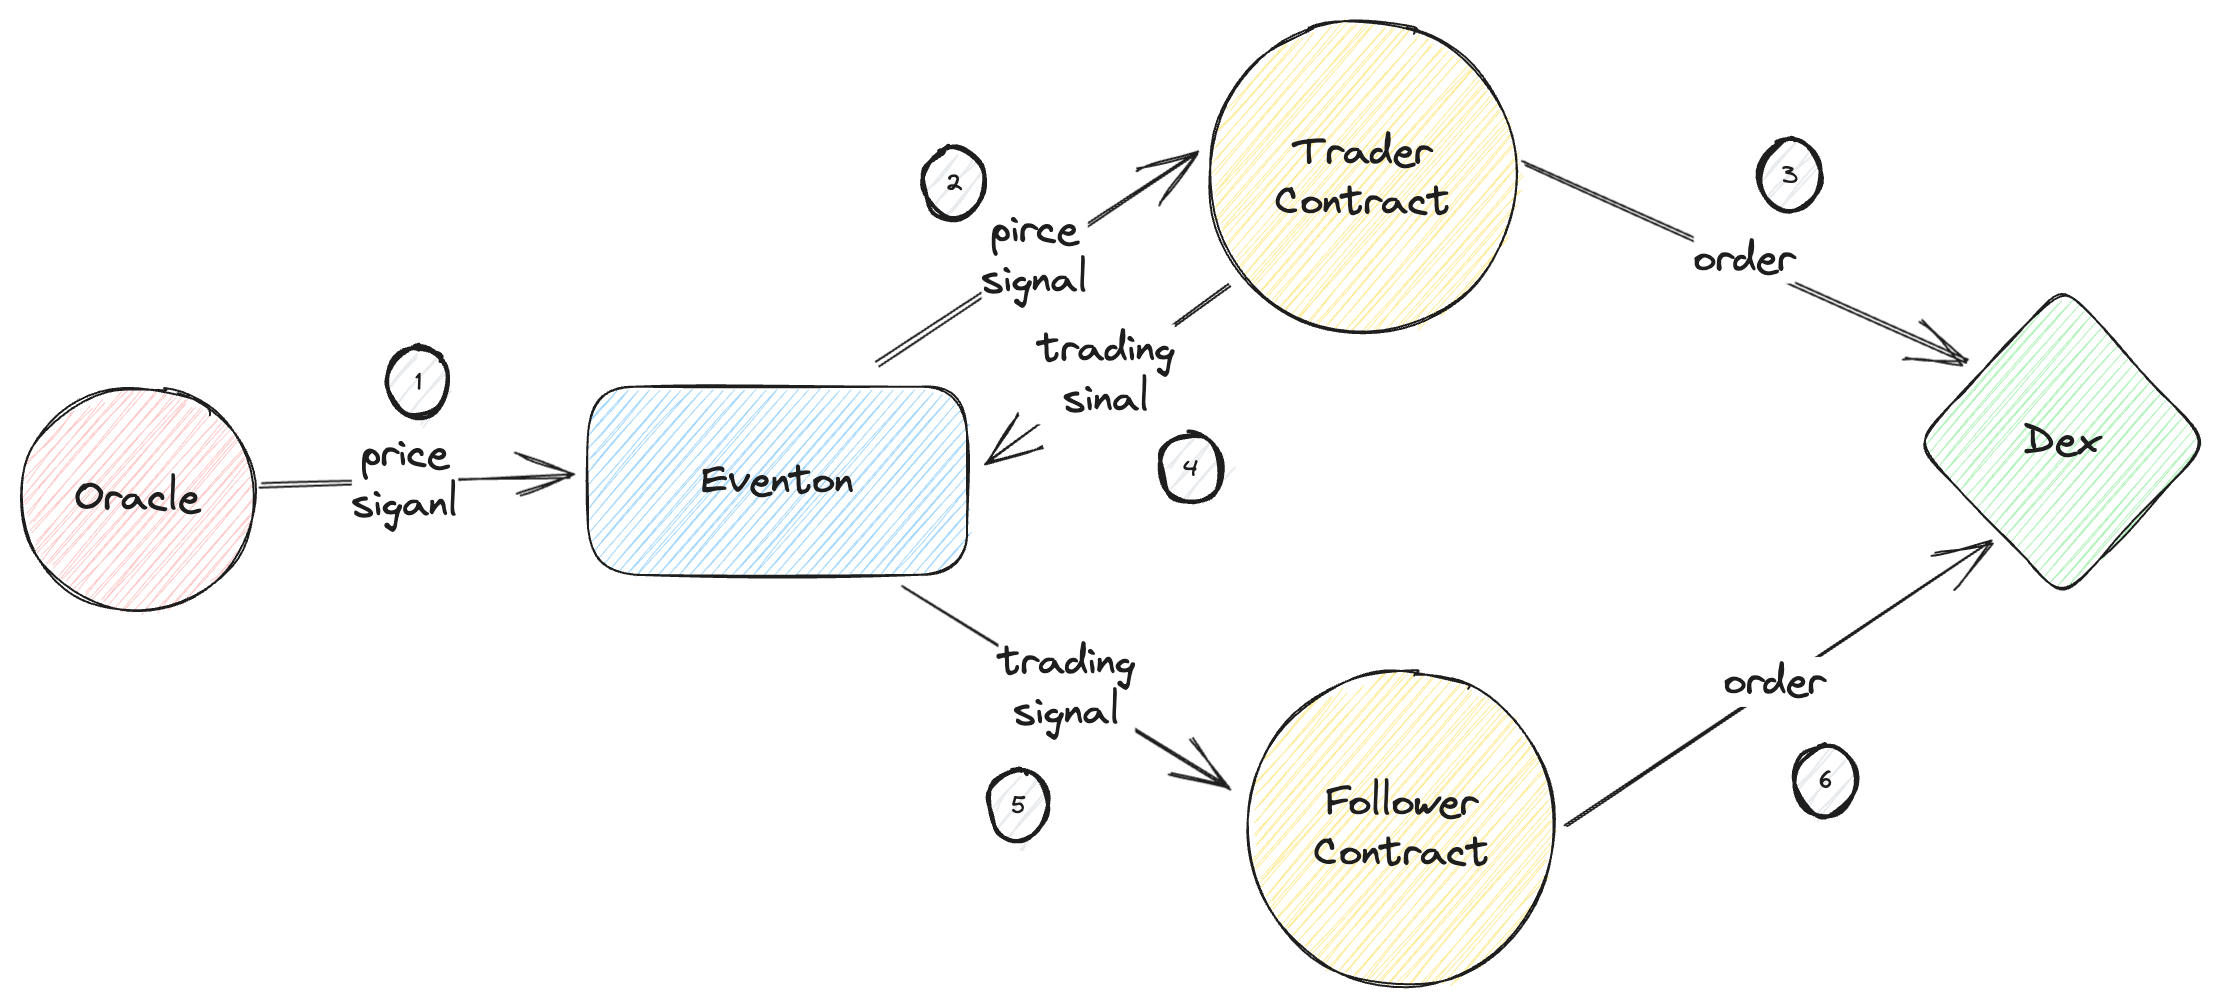 Oracle
1
price
siganl
Eventon
2
pirce
signal
Trader
Contract
3
order
Dex
trading
sinal
4
trading
signal
5
Follower
Contract
order
6